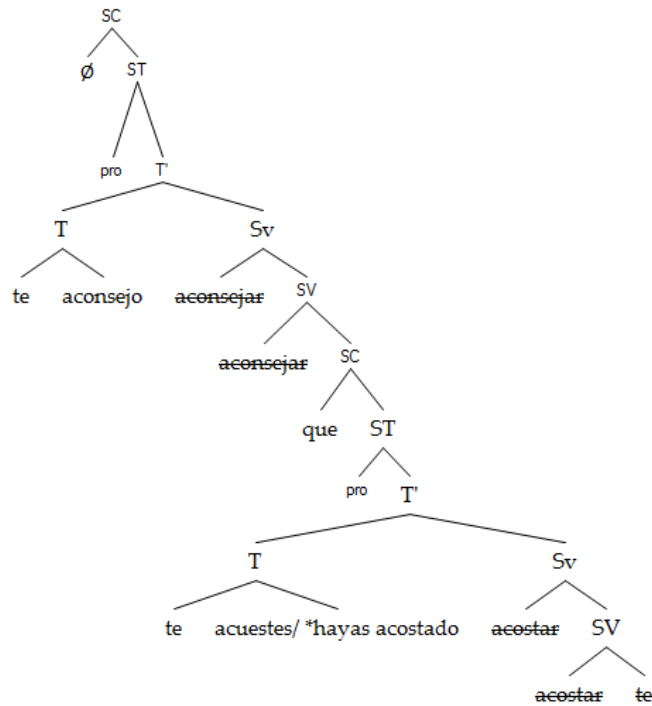 SC
Ø ST
pro T'
T Sv
te aconsejo aconsejar SV
aconsejar SC
que ST
pro T'
T Sv
te acuestes/ *hayas acostado acostar SV
acostar te